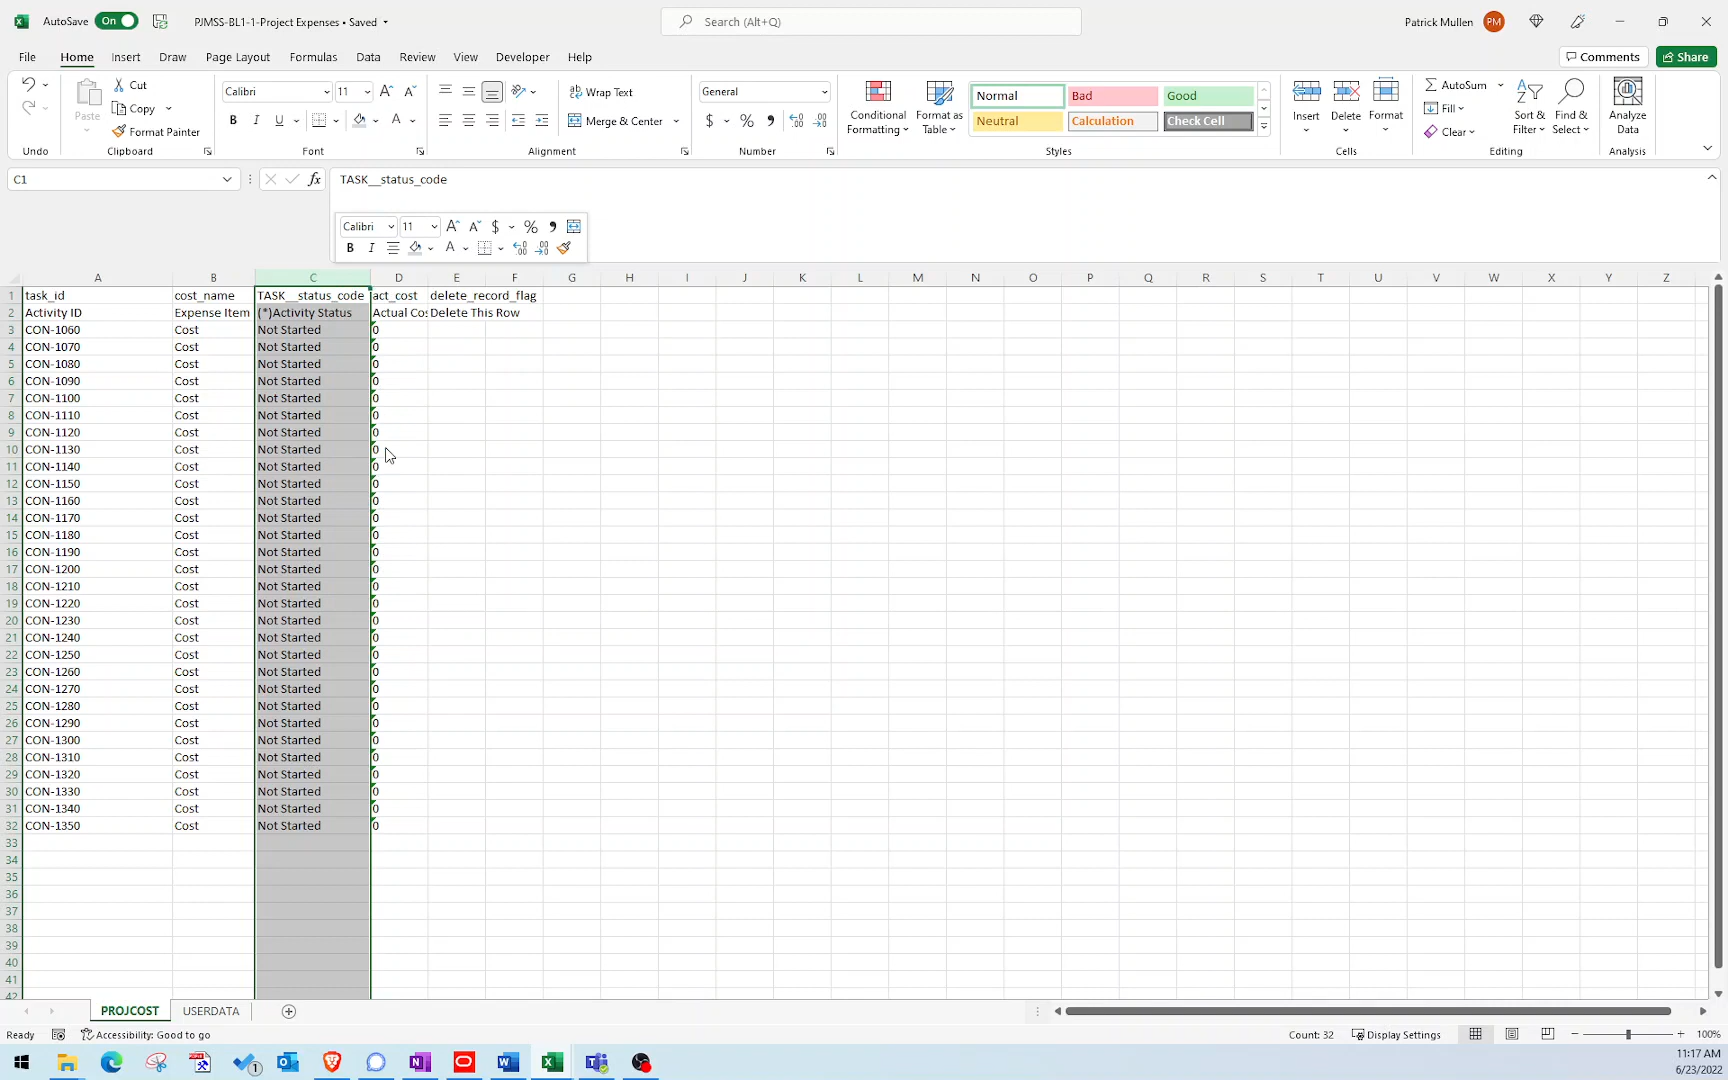 AutoSave On PJMSS-BL1-1-Project Expenses • Saved Search (Alt+Q) Patrick Mullen PM
File Home Insert Draw Page Layout Formulas Data Review View Developer Help Comments Share
Undo
Paste Cut Copy Format Painter
Clipboard
Calibri 11
B I U A
Font
Wrap Text
Merge & Center
Alignment
General
$ % ,
Number
Conditional Formatting
Format as Table
Normal Bad Good
Neutral Calculation Check Cell
Styles
Insert Delete Format
Cells
AutoSum
Fill
Clear
Sort & Filter
Find & Select
Editing
Analyze Data
Analysis
C1 fx TASK__status_code
Calibri 11 $ % ,
B I A
A B C D E F G H I J K L M N O P Q R S T U V W X Y Z
1 task_id cost_name TASK__status_code act_cost delete_record_flag
2 Activity ID Expense Item (*)Activity Status Actual Cos Delete This Row
3 CON-1060 Cost Not Started 0
4 CON-1070 Cost Not Started 0
5 CON-1080 Cost Not Started 0
6 CON-1090 Cost Not Started 0
7 CON-1100 Cost Not Started 0
8 CON-1110 Cost Not Started 0
9 CON-1120 Cost Not Started 0
10 CON-1130 Cost Not Started 0
11 CON-1140 Cost Not Started 0
12 CON-1150 Cost Not Started 0
13 CON-1160 Cost Not Started 0
14 CON-1170 Cost Not Started 0
15 CON-1180 Cost Not Started 0
16 CON-1190 Cost Not Started 0
17 CON-1200 Cost Not Started 0
18 CON-1210 Cost Not Started 0
19 CON-1220 Cost Not Started 0
20 CON-1230 Cost Not Started 0
21 CON-1240 Cost Not Started 0
22 CON-1250 Cost Not Started 0
23 CON-1260 Cost Not Started 0
24 CON-1270 Cost Not Started 0
25 CON-1280 Cost Not Started 0
26 CON-1290 Cost Not Started 0
27 CON-1300 Cost Not Started 0
28 CON-1310 Cost Not Started 0
29 CON-1320 Cost Not Started 0
30 CON-1330 Cost Not Started 0
31 CON-1340 Cost Not Started 0
32 CON-1350 Cost Not Started 0
33
34
35
36
37
38
39
40
41
42
PROJCOST USERDATA
Ready Accessibility: Good to go Count: 32 Display Settings 100%
11:17 AM
6/23/2022